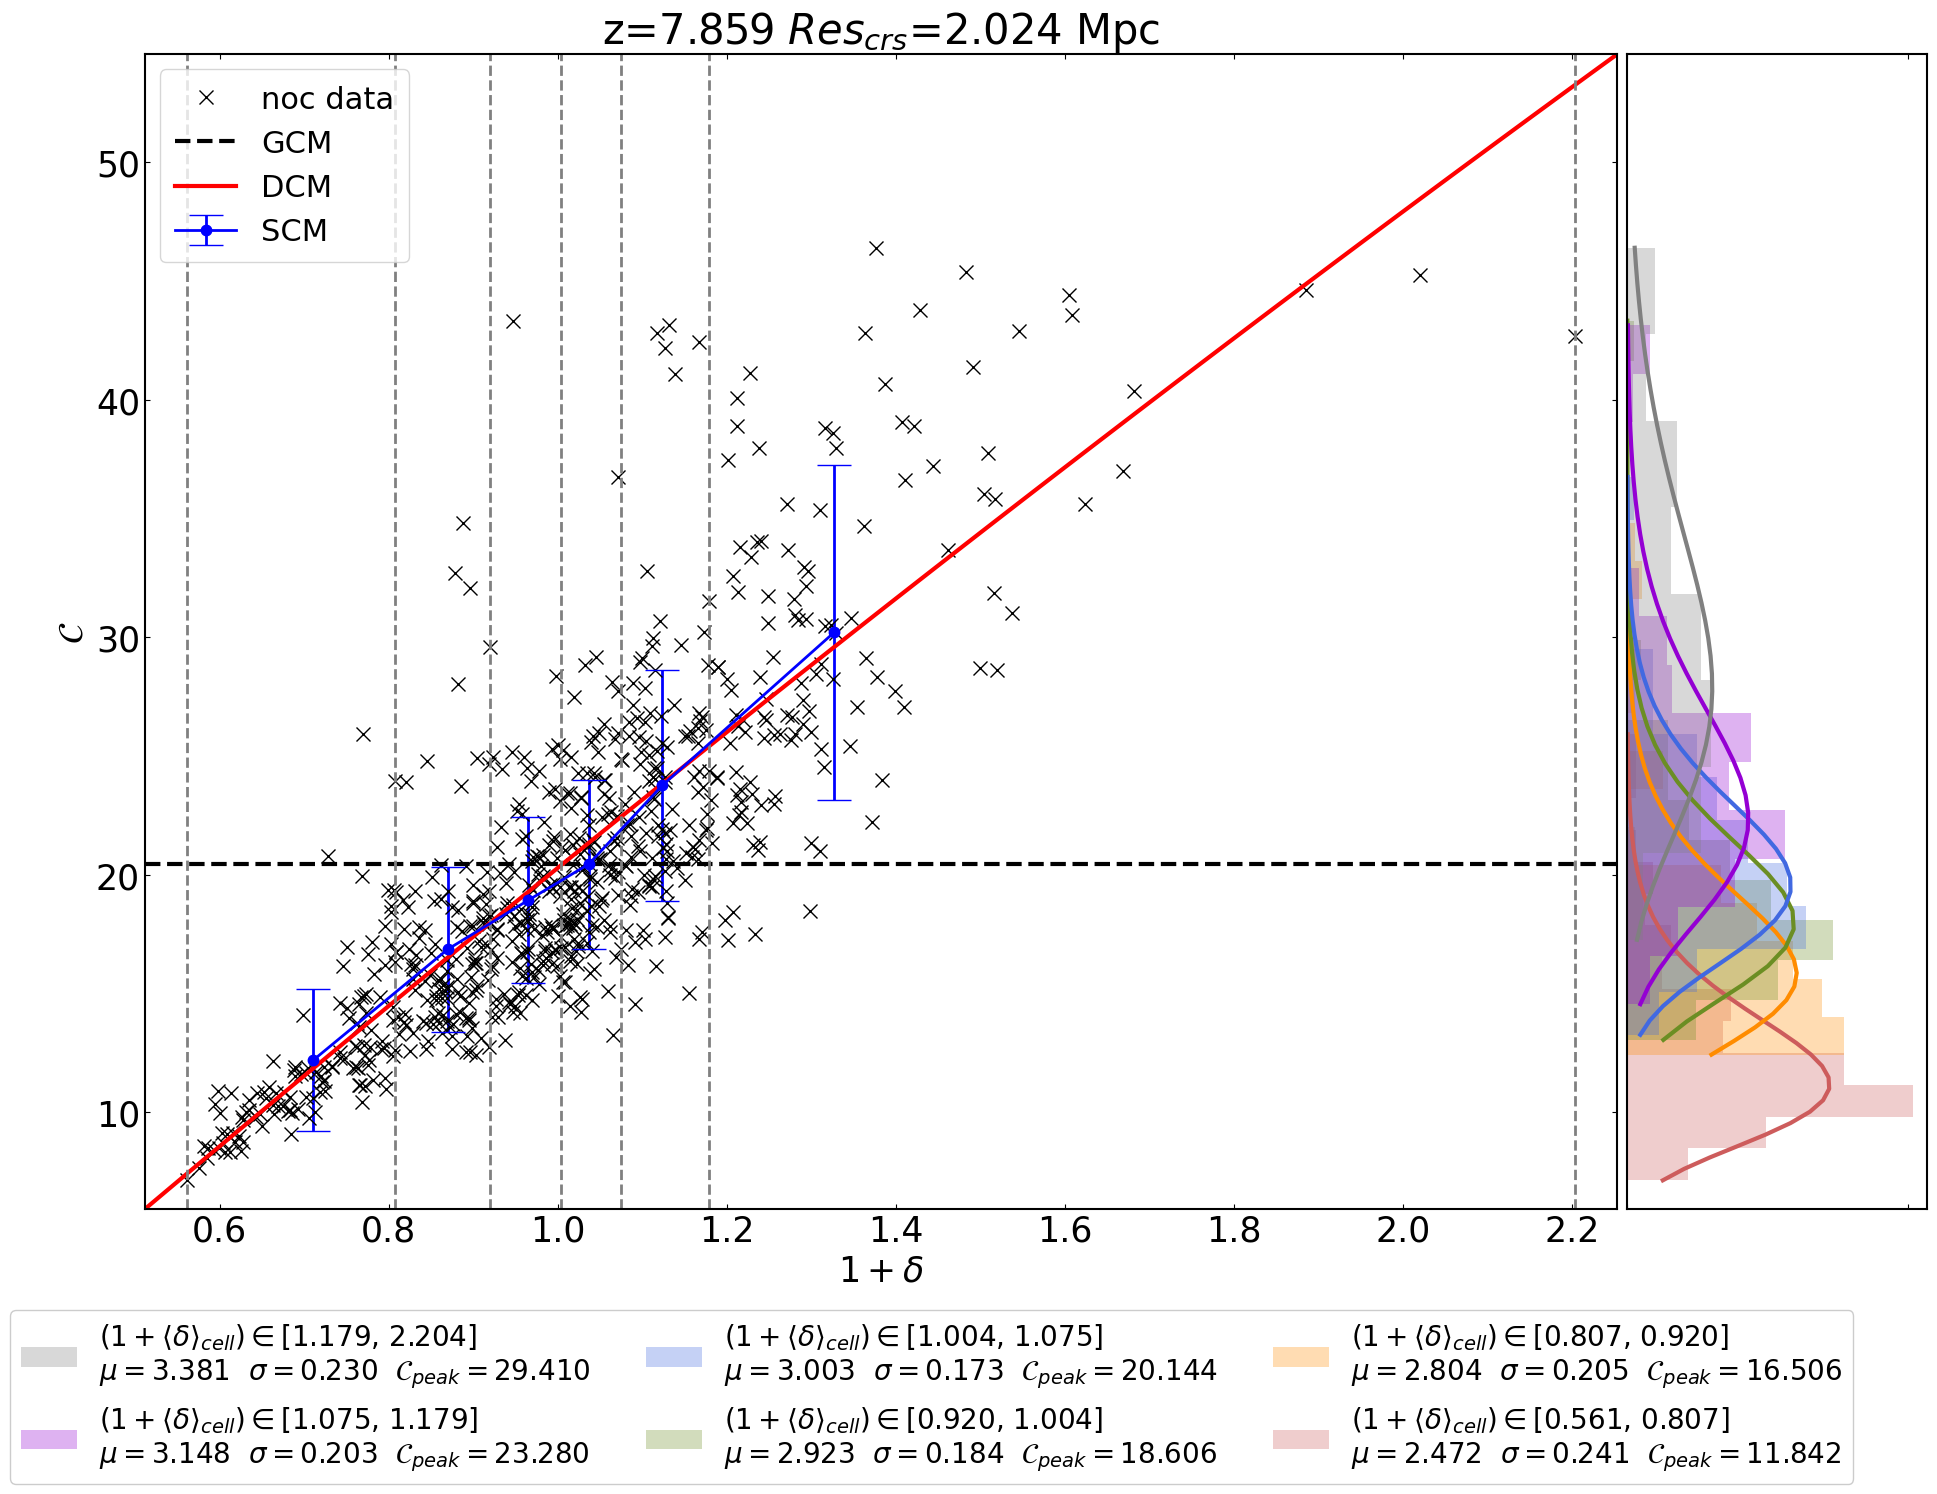 z=7.859 Res_crs=2.024 Mpc
noc data
GCM
DCM
SCM
50
40
30
20
10
𝒞
0.6 0.8 1.0 1.2 1.4 1.6 1.8 2.0 2.2
1 + δ
(1 + ⟨δ⟩_cell) ∈ [1.179, 2.204]
μ = 3.381 σ = 0.230 𝒞_peak = 29.410
(1 + ⟨δ⟩_cell) ∈ [1.075, 1.179]
μ = 3.148 σ = 0.203 𝒞_peak = 23.280
(1 + ⟨δ⟩_cell) ∈ [1.004, 1.075]
μ = 3.003 σ = 0.173 𝒞_peak = 20.144
(1 + ⟨δ⟩_cell) ∈ [0.920, 1.004]
μ = 2.923 σ = 0.184 𝒞_peak = 18.606
(1 + ⟨δ⟩_cell) ∈ [0.807, 0.920]
μ = 2.804 σ = 0.205 𝒞_peak = 16.506
(1 + ⟨δ⟩_cell) ∈ [0.561, 0.807]
μ = 2.472 σ = 0.241 𝒞_peak = 11.842